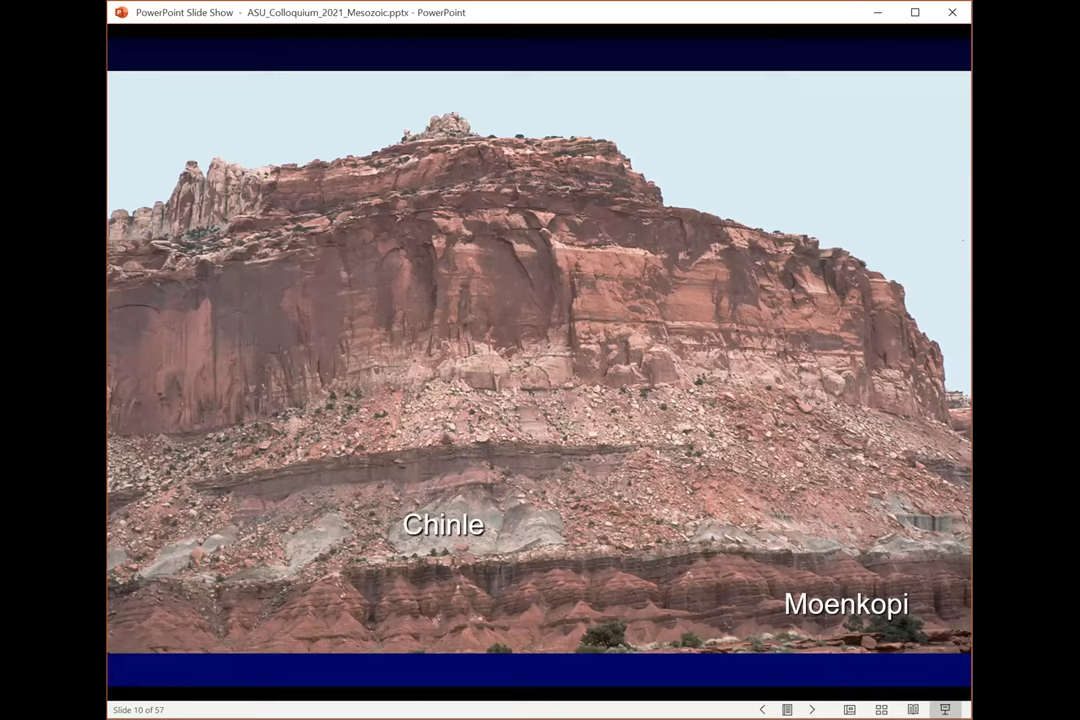 PowerPoint Slide Show - ASU_Colloquium_2021_Mesozoic.pptx - PowerPoint
Chinle
Moenkopi
Slide 10 of 57